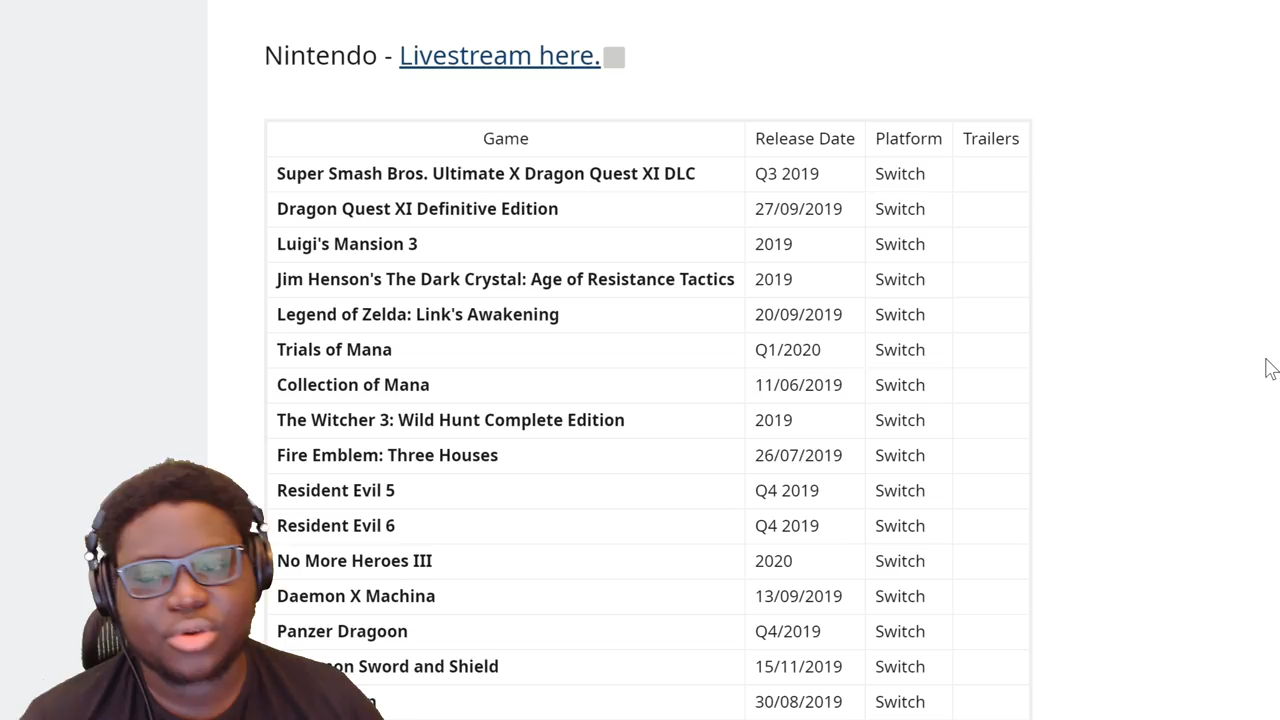 Nintendo - Livestream here.
Game Release Date Platform Trailers
Super Smash Bros. Ultimate X Dragon Quest XI DLC Q3 2019 Switch
Dragon Quest XI Definitive Edition 27/09/2019 Switch
Luigi's Mansion 3 2019 Switch
Jim Henson's The Dark Crystal: Age of Resistance Tactics 2019 Switch
Legend of Zelda: Link's Awakening 20/09/2019 Switch
Trials of Mana Q1/2020 Switch
Collection of Mana 11/06/2019 Switch
The Witcher 3: Wild Hunt Complete Edition 2019 Switch
Fire Emblem: Three Houses 26/07/2019 Switch
Resident Evil 5 Q4 2019 Switch
Resident Evil 6 Q4 2019 Switch
No More Heroes III 2020 Switch
Daemon X Machina 13/09/2019 Switch
Panzer Dragoon Q4/2019 Switch
Sword and Shield 15/11/2019 Switch
30/08/2019 Switch